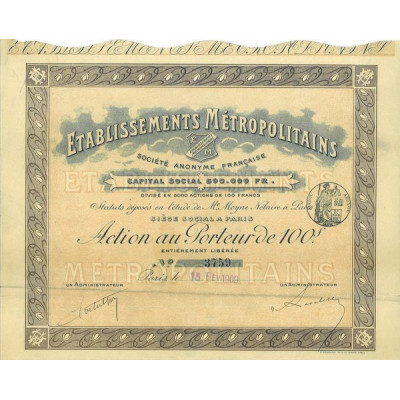 ETABLISSEMENTS MÉTROPOLITAINS
SOCIÉTÉ ANONYME FRANÇAISE
CAPITAL SOCIAL 500.000 FR.
DIVISÉ EN 5000 ACTIONS DE 100 FRANCS
Statuts déposés en l'étude de Me Moyne Notaire à Paris
SIÈGE SOCIAL A PARIS
Action au Porteur de 100f
ENTIÈREMENT LIBÉRÉE
No 3759
Paris le 15 FEV
UN ADMINISTRATEUR UN ADMINISTRATEUR
ETABLISSEMENTS
METROPOLITAINS